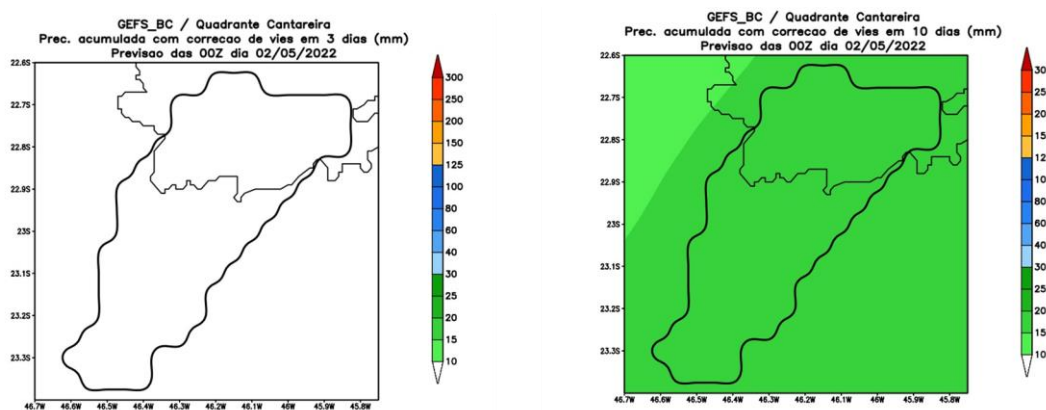 GEFS_BC / Quadrante Cantareira
Prec. acumulada com correcao de vies em 3 dias (mm)
Previsao das 00Z dia 02/05/2022
22.6S
22.7S
22.8S
22.9S
23S
23.1S
23.2S
23.3S
46.7W 46.6W 46.5W 46.4W 46.3W 46.2W 46.1W 46W 45.9W 45.8W
300
250
200
150
125
100
80
60
40
30
25
20
15
10
GEFS_BC / Quadrante Cantareira
Prec. acumulada com correcao de vies em 10 dias (mm)
Previsao das 00Z dia 02/05/2022
22.6S
22.7S
22.8S
22.9S
23S
23.1S
23.2S
23.3S
46.7W 46.6W 46.5W 46.4W 46.3W 46.2W 46.1W 46W 45.9W 45.8W
30
25
20
15
12
10
80
60
40
30
25
20
15
10